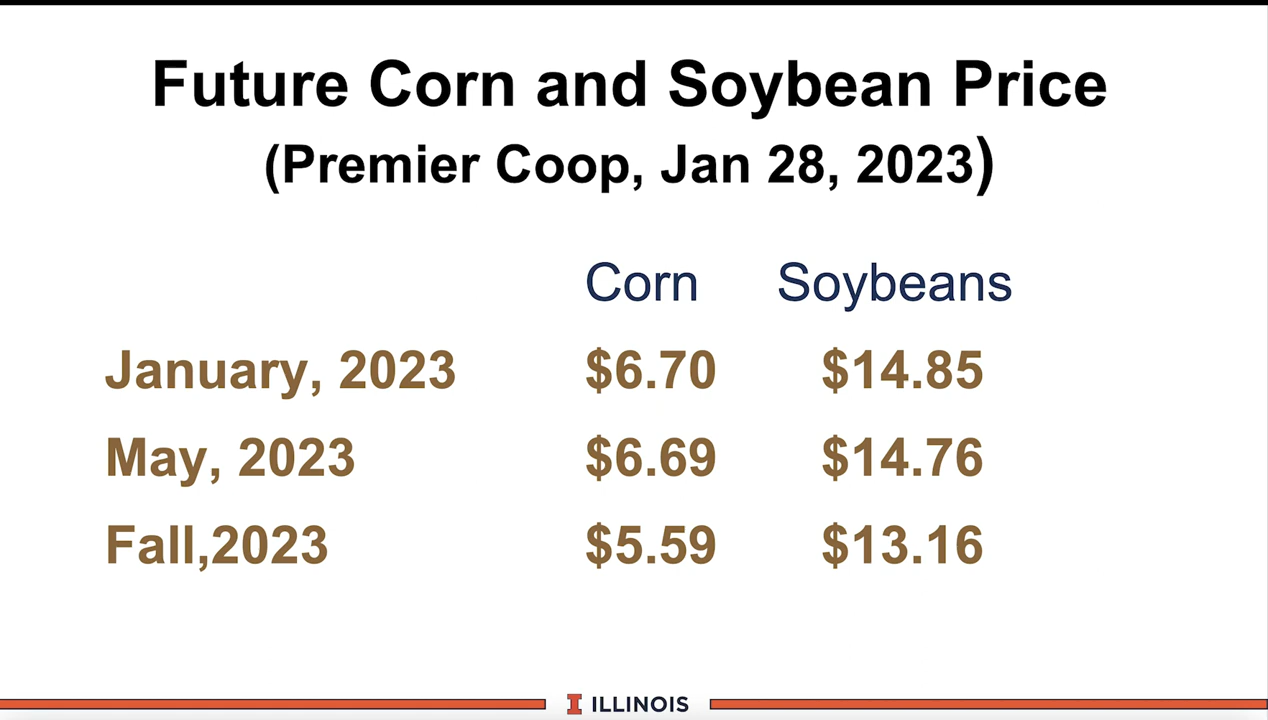 Future Corn and Soybean Price
(Premier Coop, Jan 28, 2023)
Corn Soybeans
January, 2023 $6.70 $14.85
May, 2023 $6.69 $14.76
Fall,2023 $5.59 $13.16
I ILLINOIS